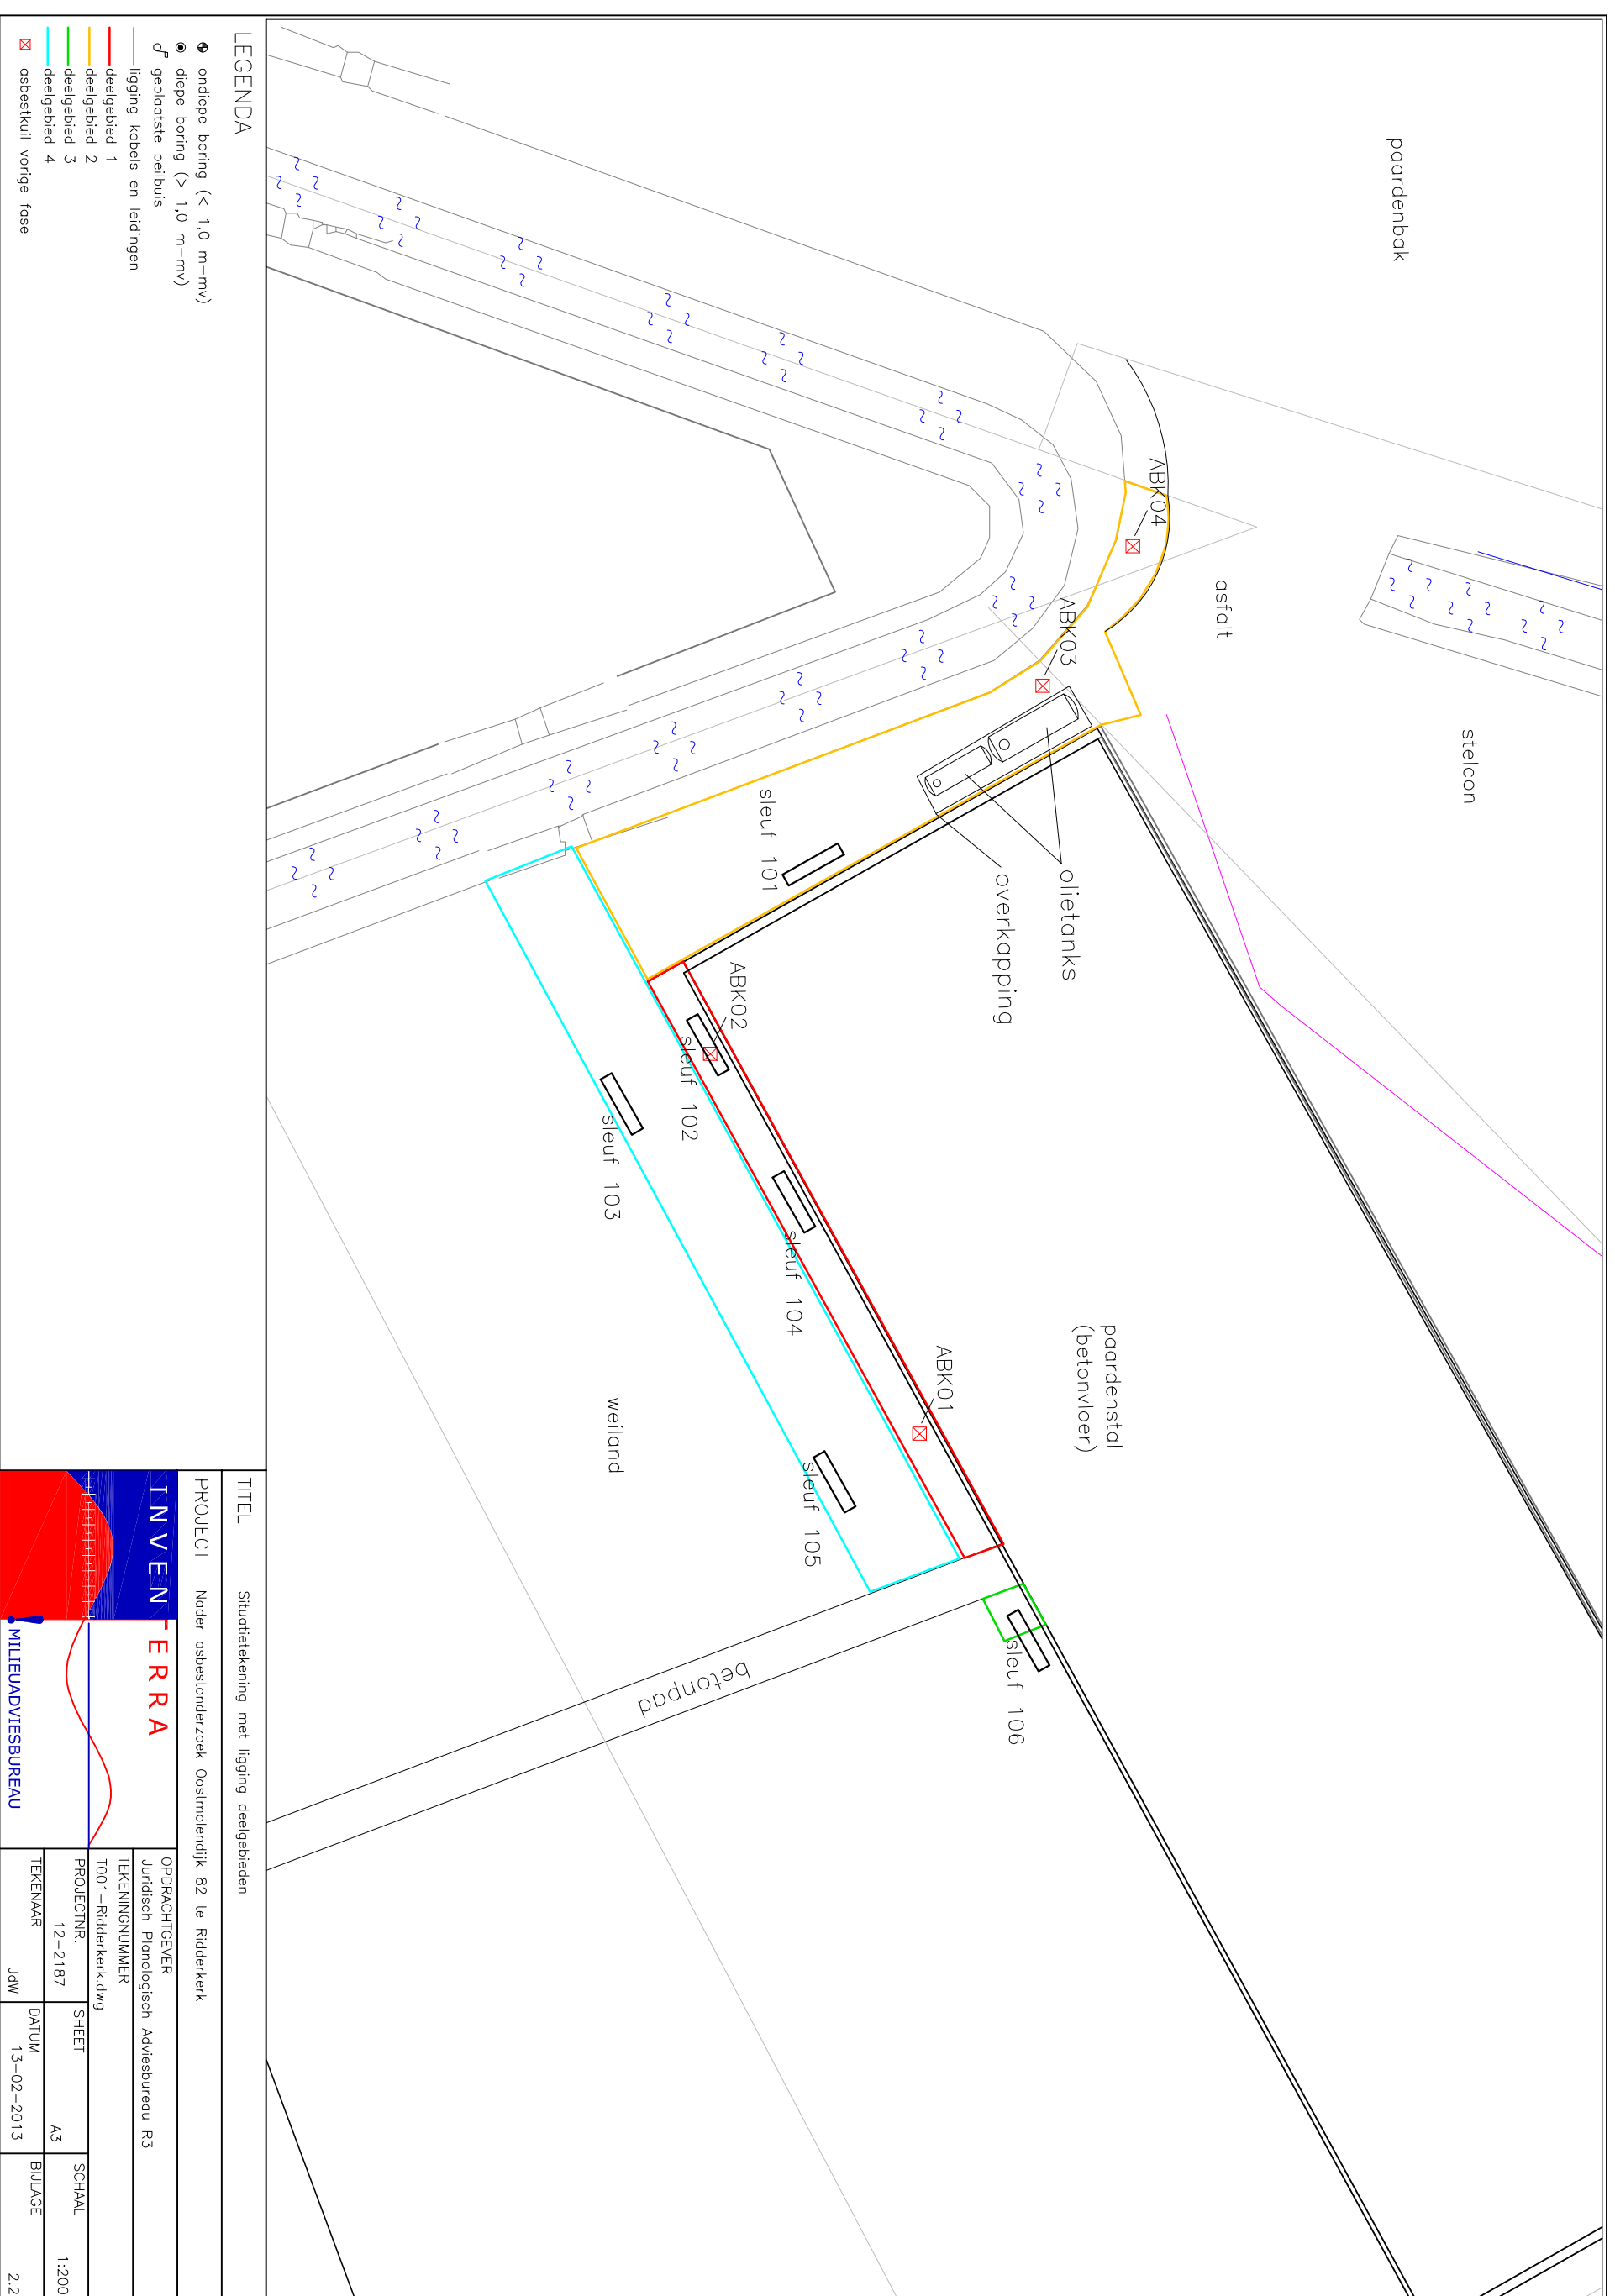 paardenbak
ABK04
asfalt
ABK03
stelcon
sleuf 101
olietanks
overkapping
ABK02
sleuf 102
sleuf 103
sleuf 104
ABK01
paardenstal
(betonvloer)
weiland
sleuf 105
sleuf 106
betonpad
LEGENDA
ondiepe boring (< 1,0 m-mv)
diepe boring (> 1,0 m-mv)
geplaatste peilbuis
ligging kabels en leidingen
deelgebied 1
deelgebied 2
deelgebied 3
deelgebied 4
asbestkuil vorige fase
TITEL Situatietekening met ligging deelgebieden
PROJECT Nader asbestonderzoek Oostmolendijk 82 te Ridderkerk
INVENTERRA
MILIEUADVIESBUREAU
OPDRACHTGEVER
Juridisch Planologisch Adviesbureau R3
TEKENINGNUMMER
T001-Ridderkerk.dwg
PROJECTNR. SHEET SCHAAL
12-2187 A3 1:200
TEKENAAR DATUM BIJLAGE
JdW 13-02-2013 2.2